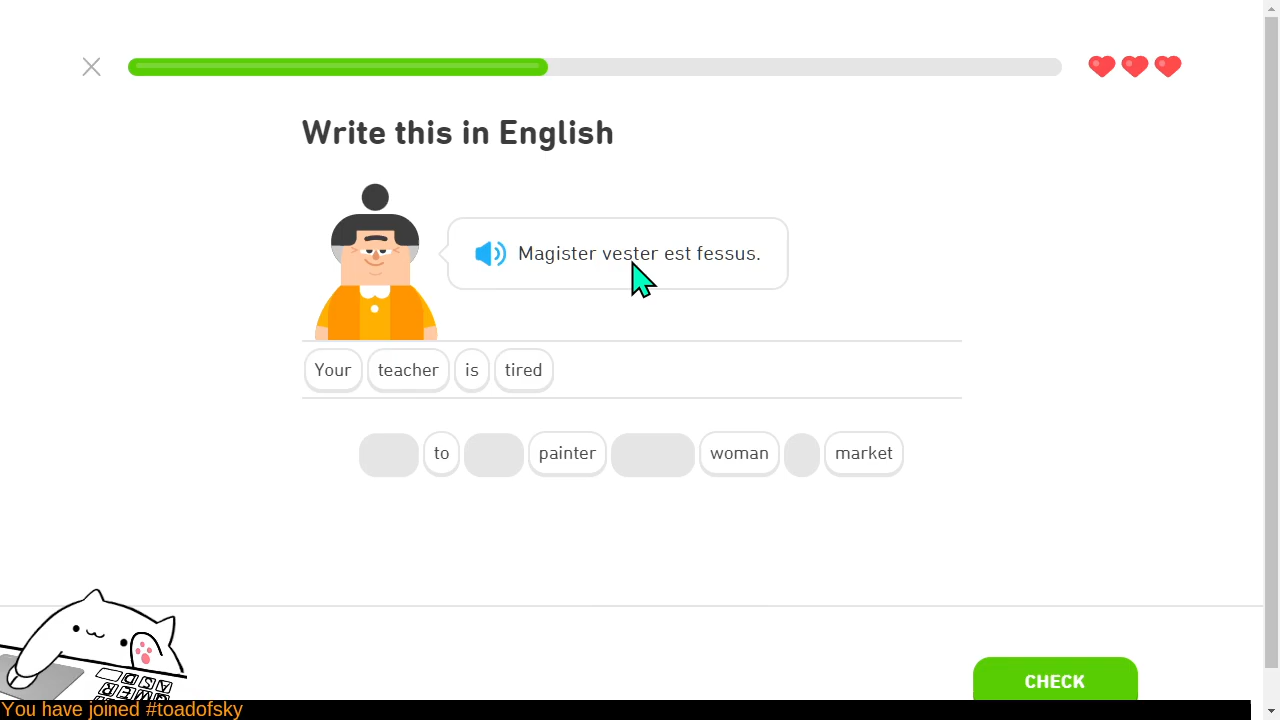 Write this in English
Magister vester est fessus.
Your teacher is tired
to painter woman market
CHECK
You have joined #toadofsky